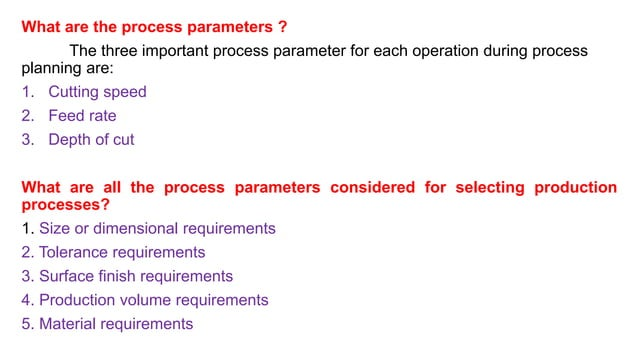 What are the process parameters ?
The three important process parameter for each operation during process
planning are:
1. Cutting speed
2. Feed rate
3. Depth of cut
What are all the process parameters considered for selecting production
processes?
1. Size or dimensional requirements
2. Tolerance requirements
3. Surface finish requirements
4. Production volume requirements
5. Material requirements